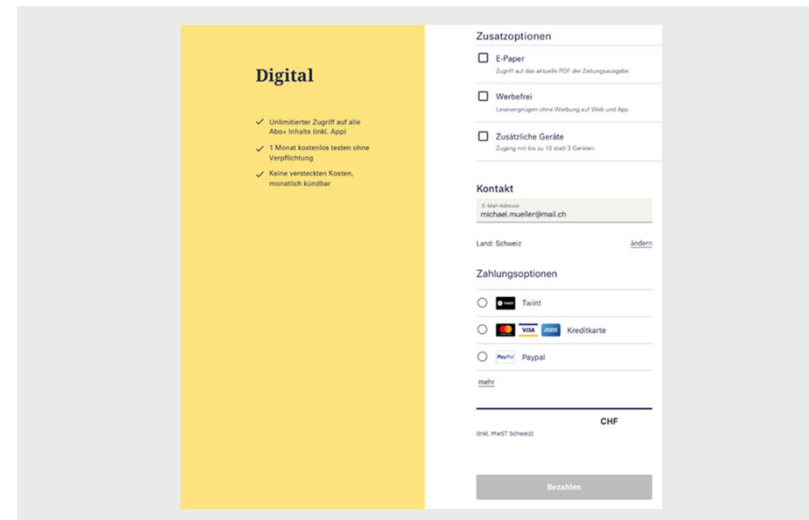 Digital
Unlimitierter Zugriff auf alle
Abo+ Inhalte (inkl. App)
1 Monat kostenlos testen ohne
Verpflichtung
Keine versteckten Kosten,
monatlich kündbar
Zusatzoptionen
E-Paper
Zugriff auf das aktuelle PDF der Zeitungsausgabe.
Werbefrei
Lesevergnügen ohne Werbung auf Web und App.
Zusätzliche Geräte
Zugang mit bis zu 10 statt 3 Geräten.
Kontakt
E-Mail-Adresse
michael.mueller@mail.ch
Land: Schweiz ändern
Zahlungsoptionen
Twint
VISA Kreditkarte
PayPal Paypal
mehr
CHF
(inkl. MwST Schweiz)
Bezahlen